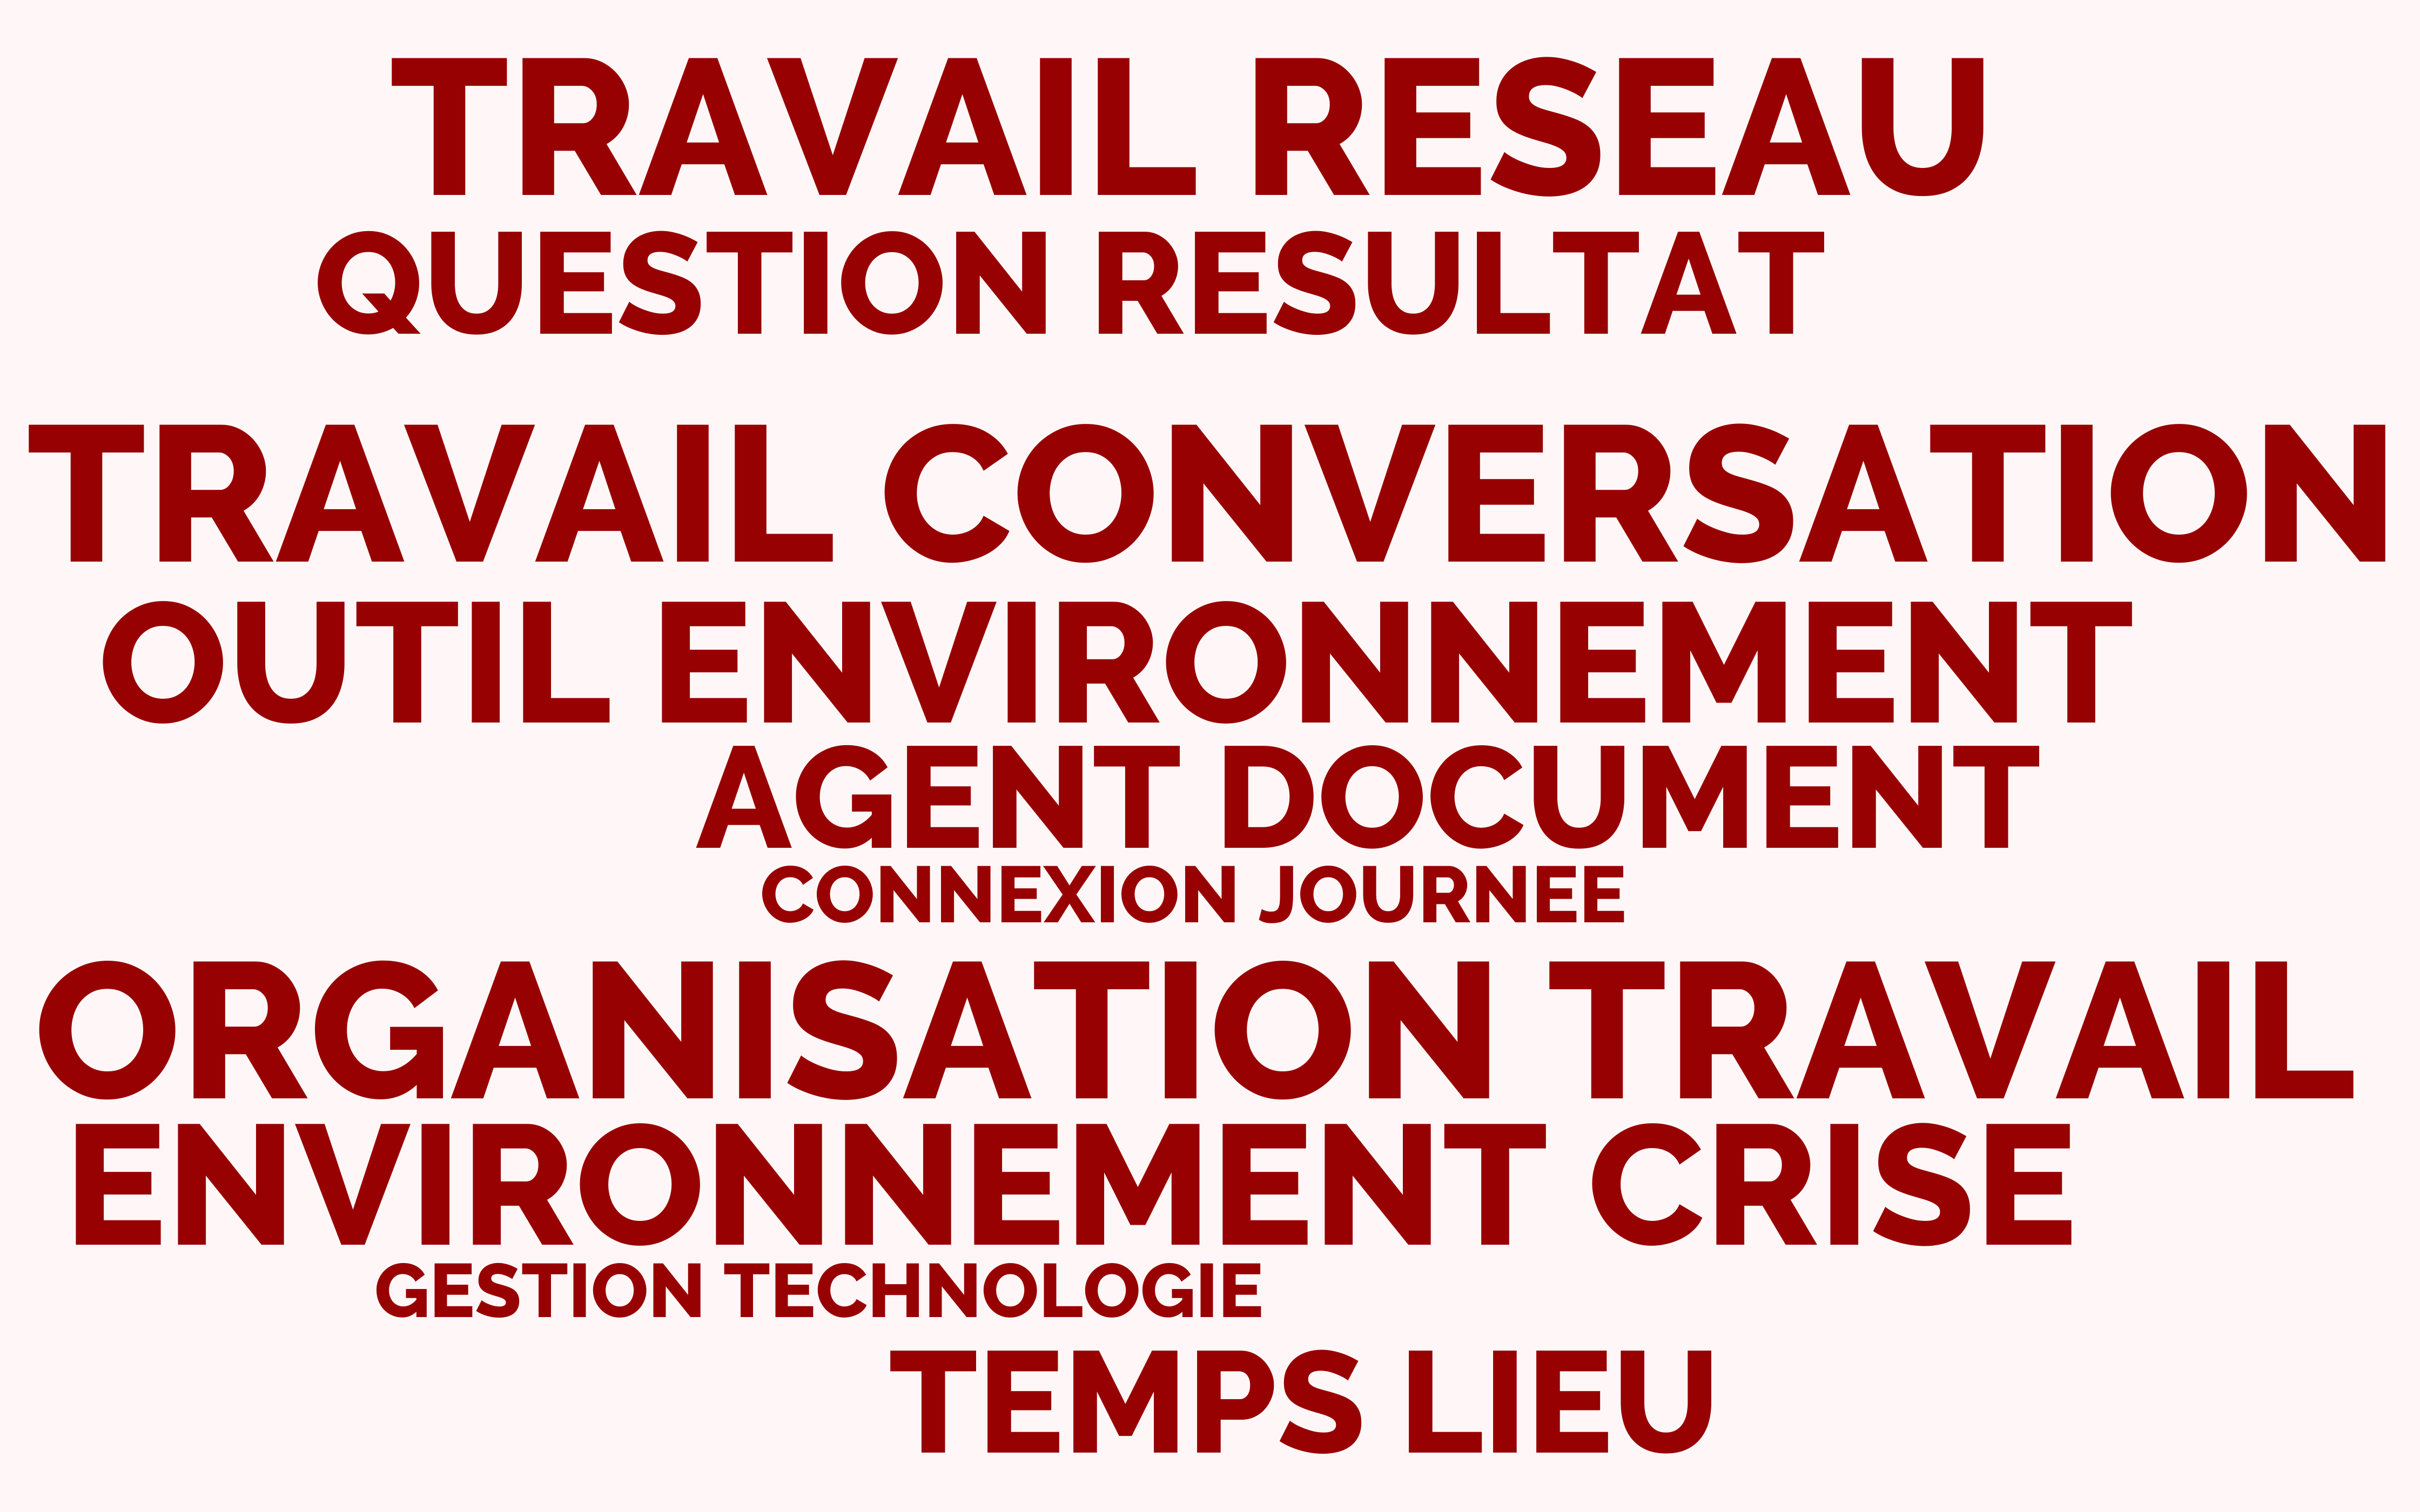 TRAVAIL RESEAU
QUESTION RESULTAT
TRAVAIL CONVERSATION
OUTIL ENVIRONNEMENT
AGENT DOCUMENT
CONNEXION JOURNEE
ORGANISATION TRAVAIL
ENVIRONNEMENT CRISE
GESTION TECHNOLOGIE
TEMPS LIEU